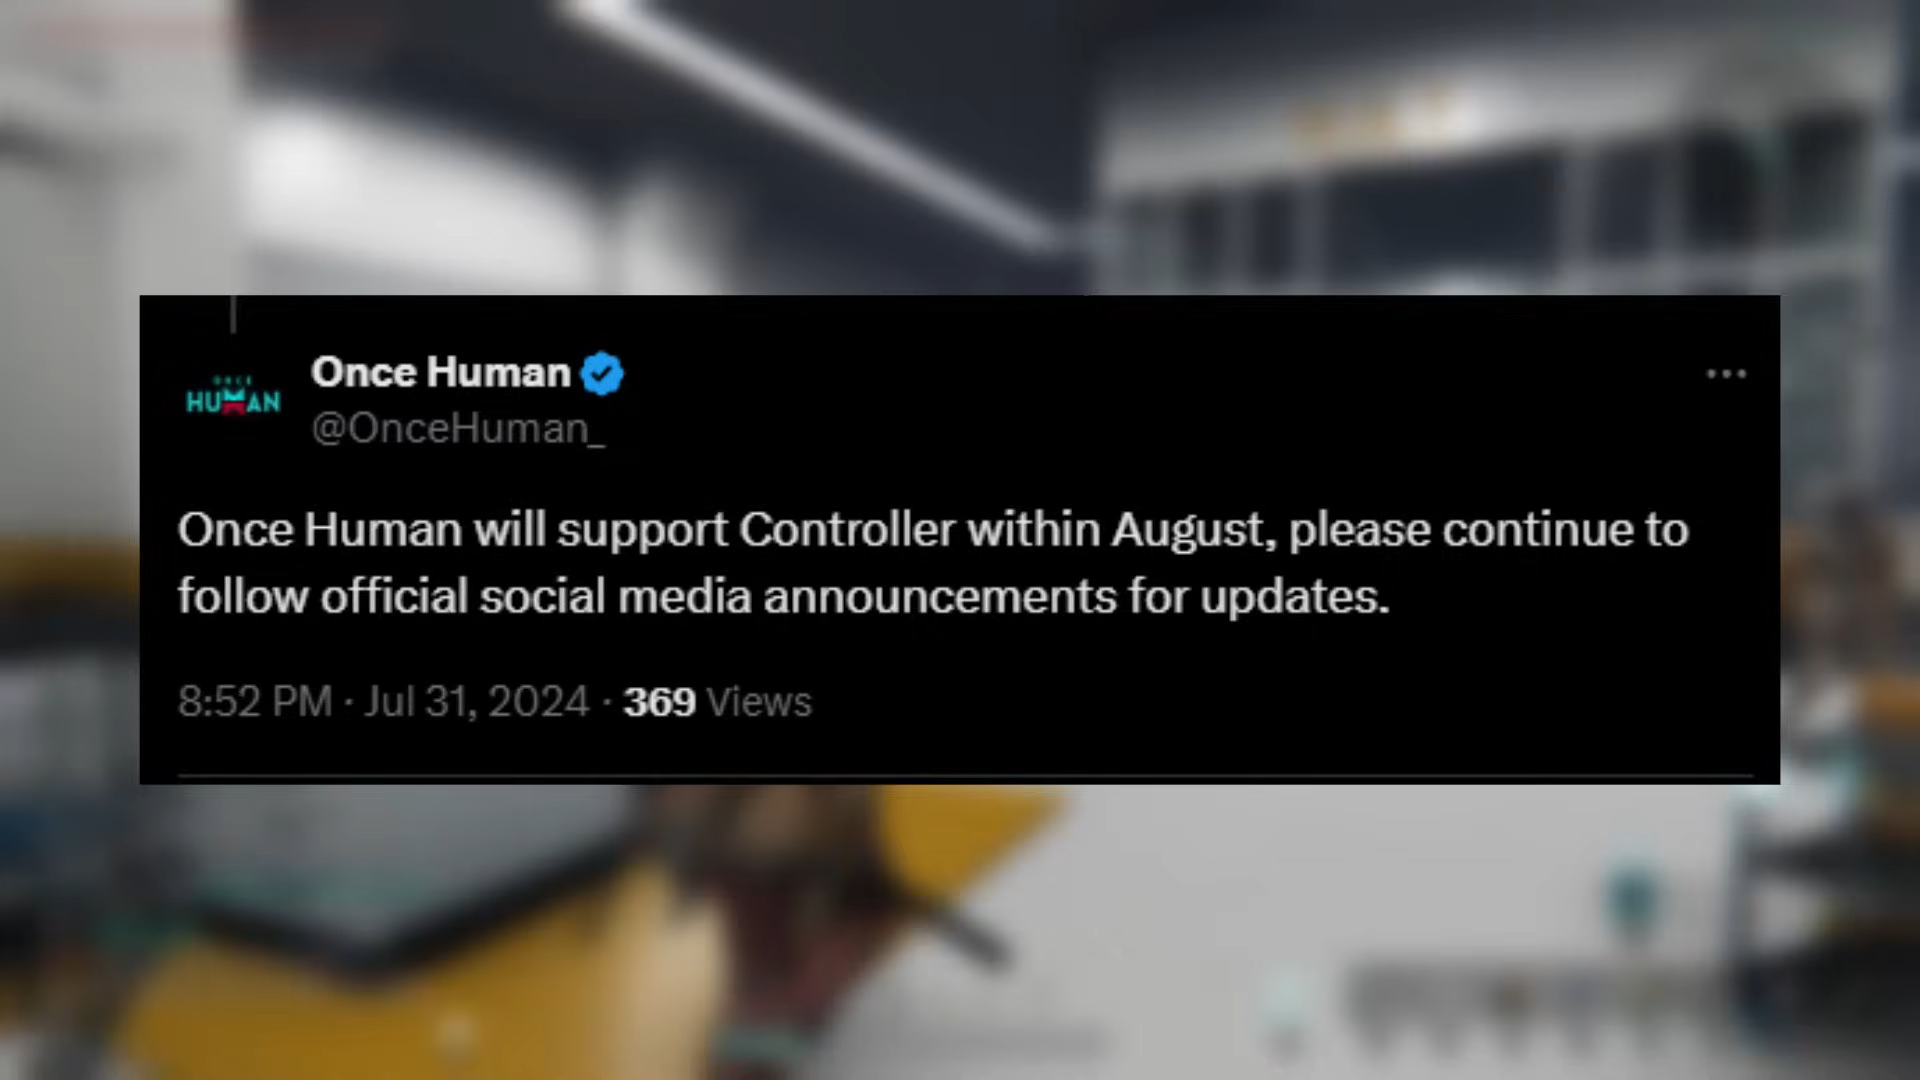 ONCE
HUMAN
Once Human
@OnceHuman_
Once Human will support Controller within August, please continue to
follow official social media announcements for updates.
8:52 PM · Jul 31, 2024 · 369 Views